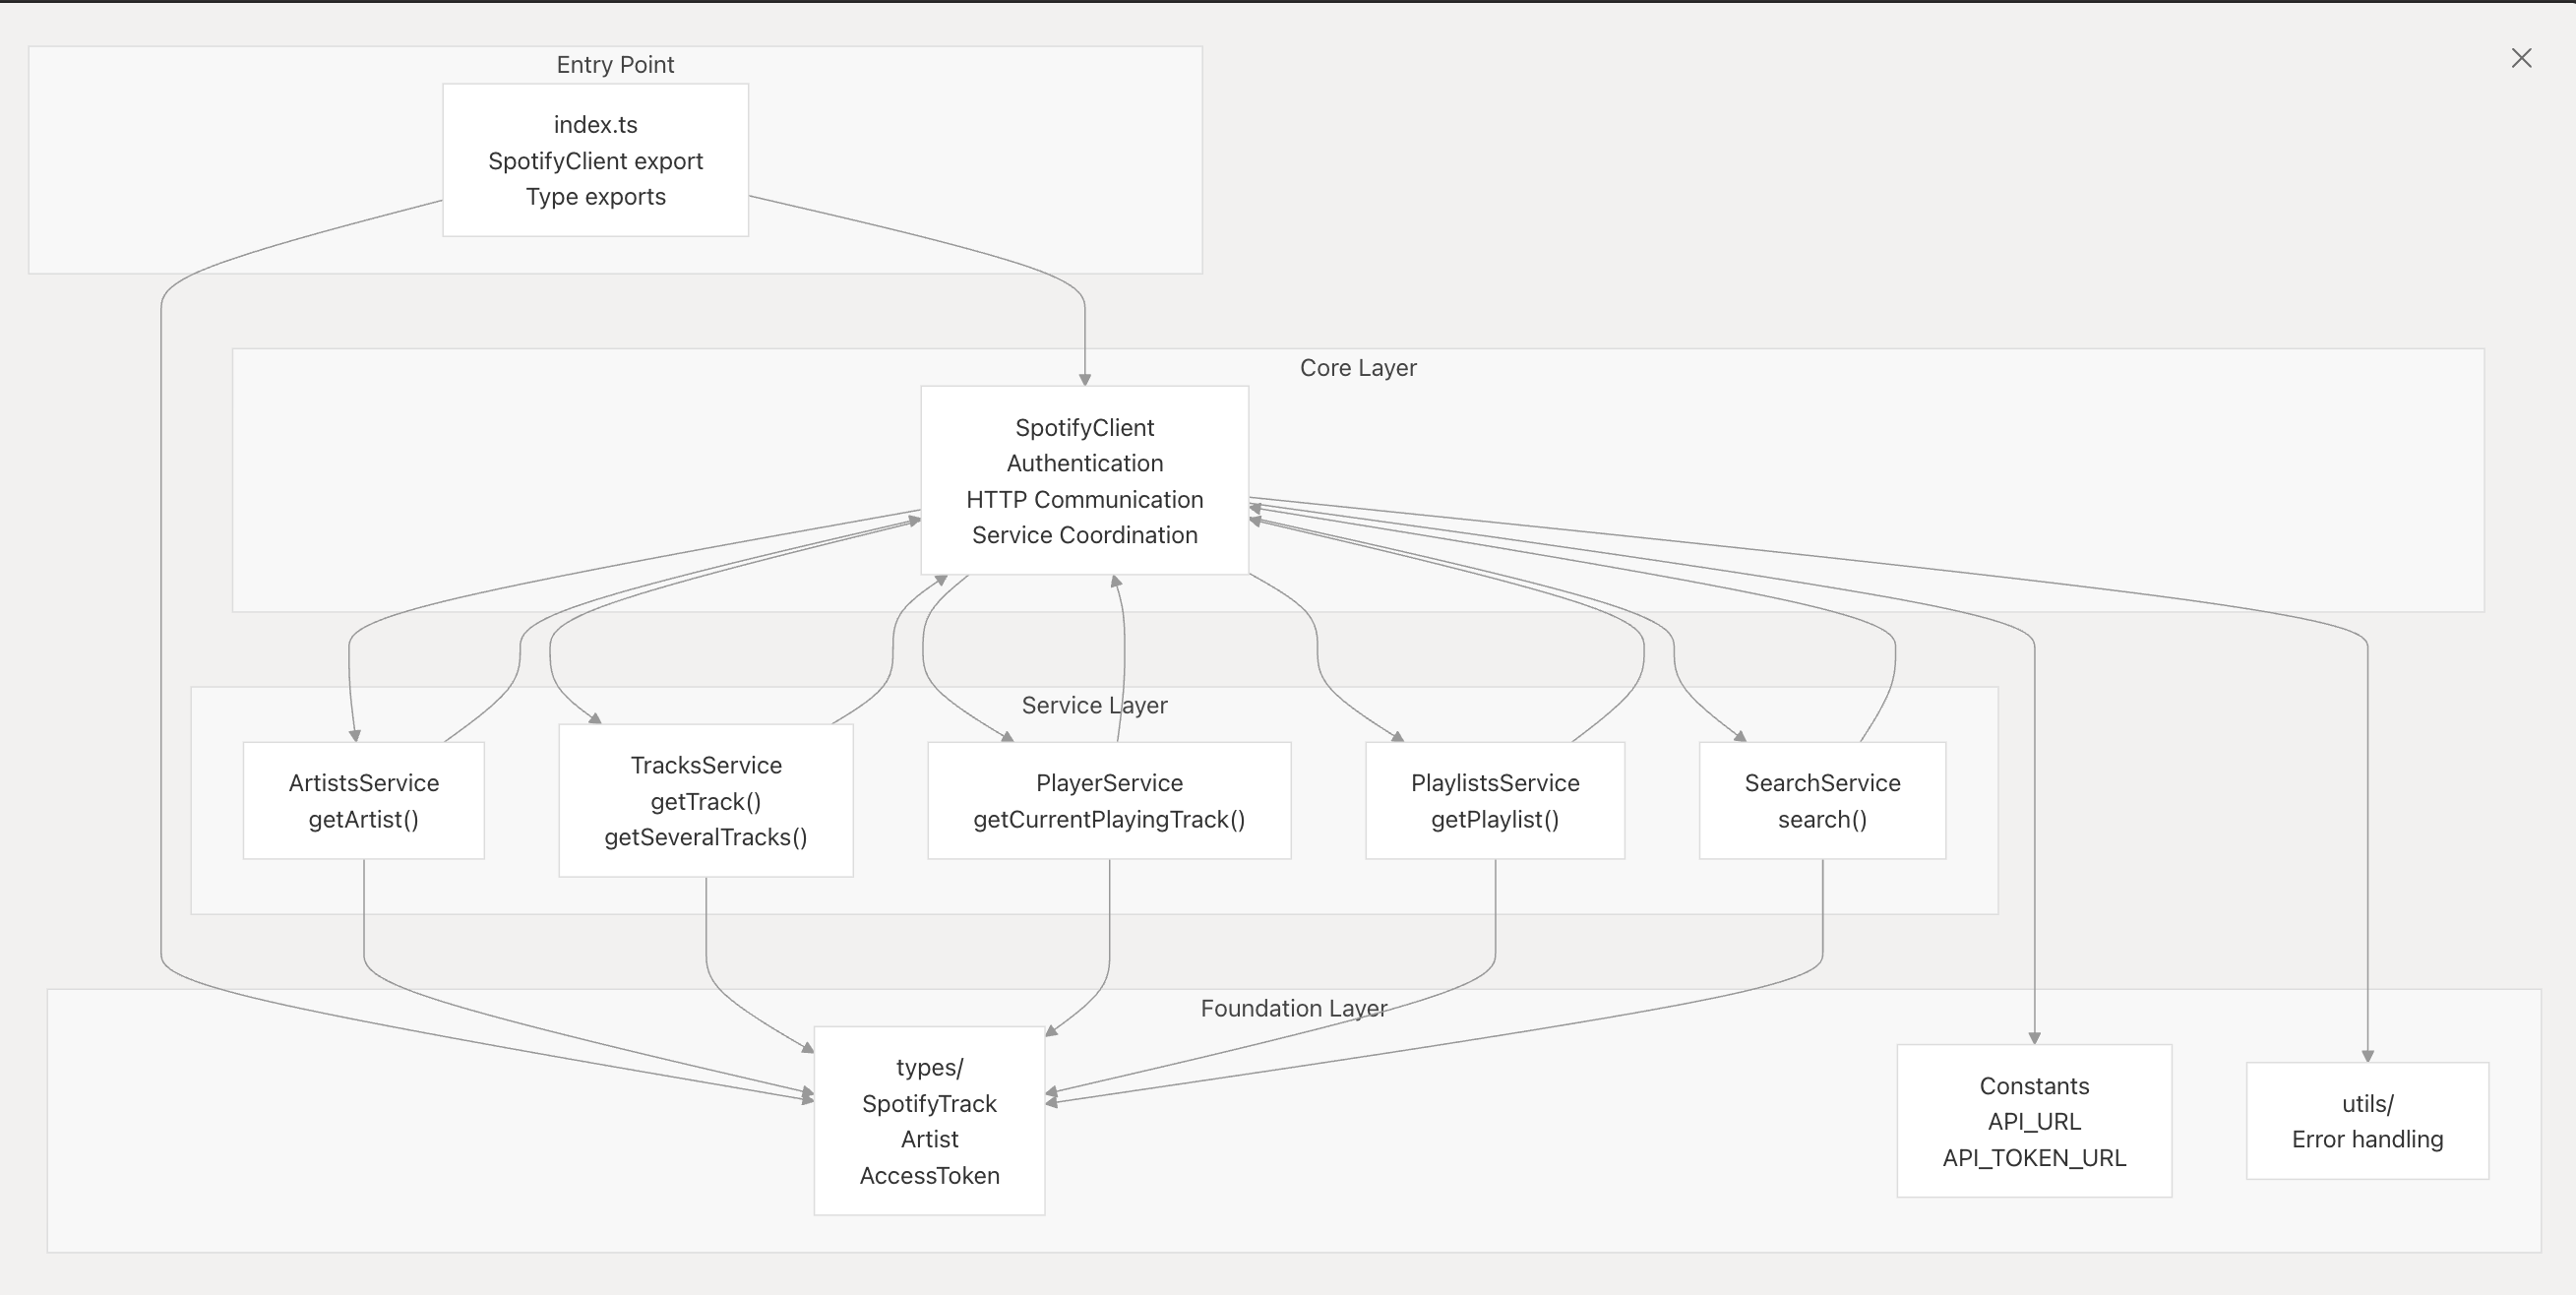 Entry Point
index.ts
SpotifyClient export
Type exports
Core Layer
SpotifyClient
Authentication
HTTP Communication
Service Coordination
Service Layer
ArtistsService
getArtist()
TracksService
getTrack()
getSeveralTracks()
PlayerService
getCurrentPlayingTrack()
PlaylistsService
getPlaylist()
SearchService
search()
Foundation Layer
types/
SpotifyTrack
Artist
AccessToken
Constants
API_URL
API_TOKEN_URL
utils/
Error handling